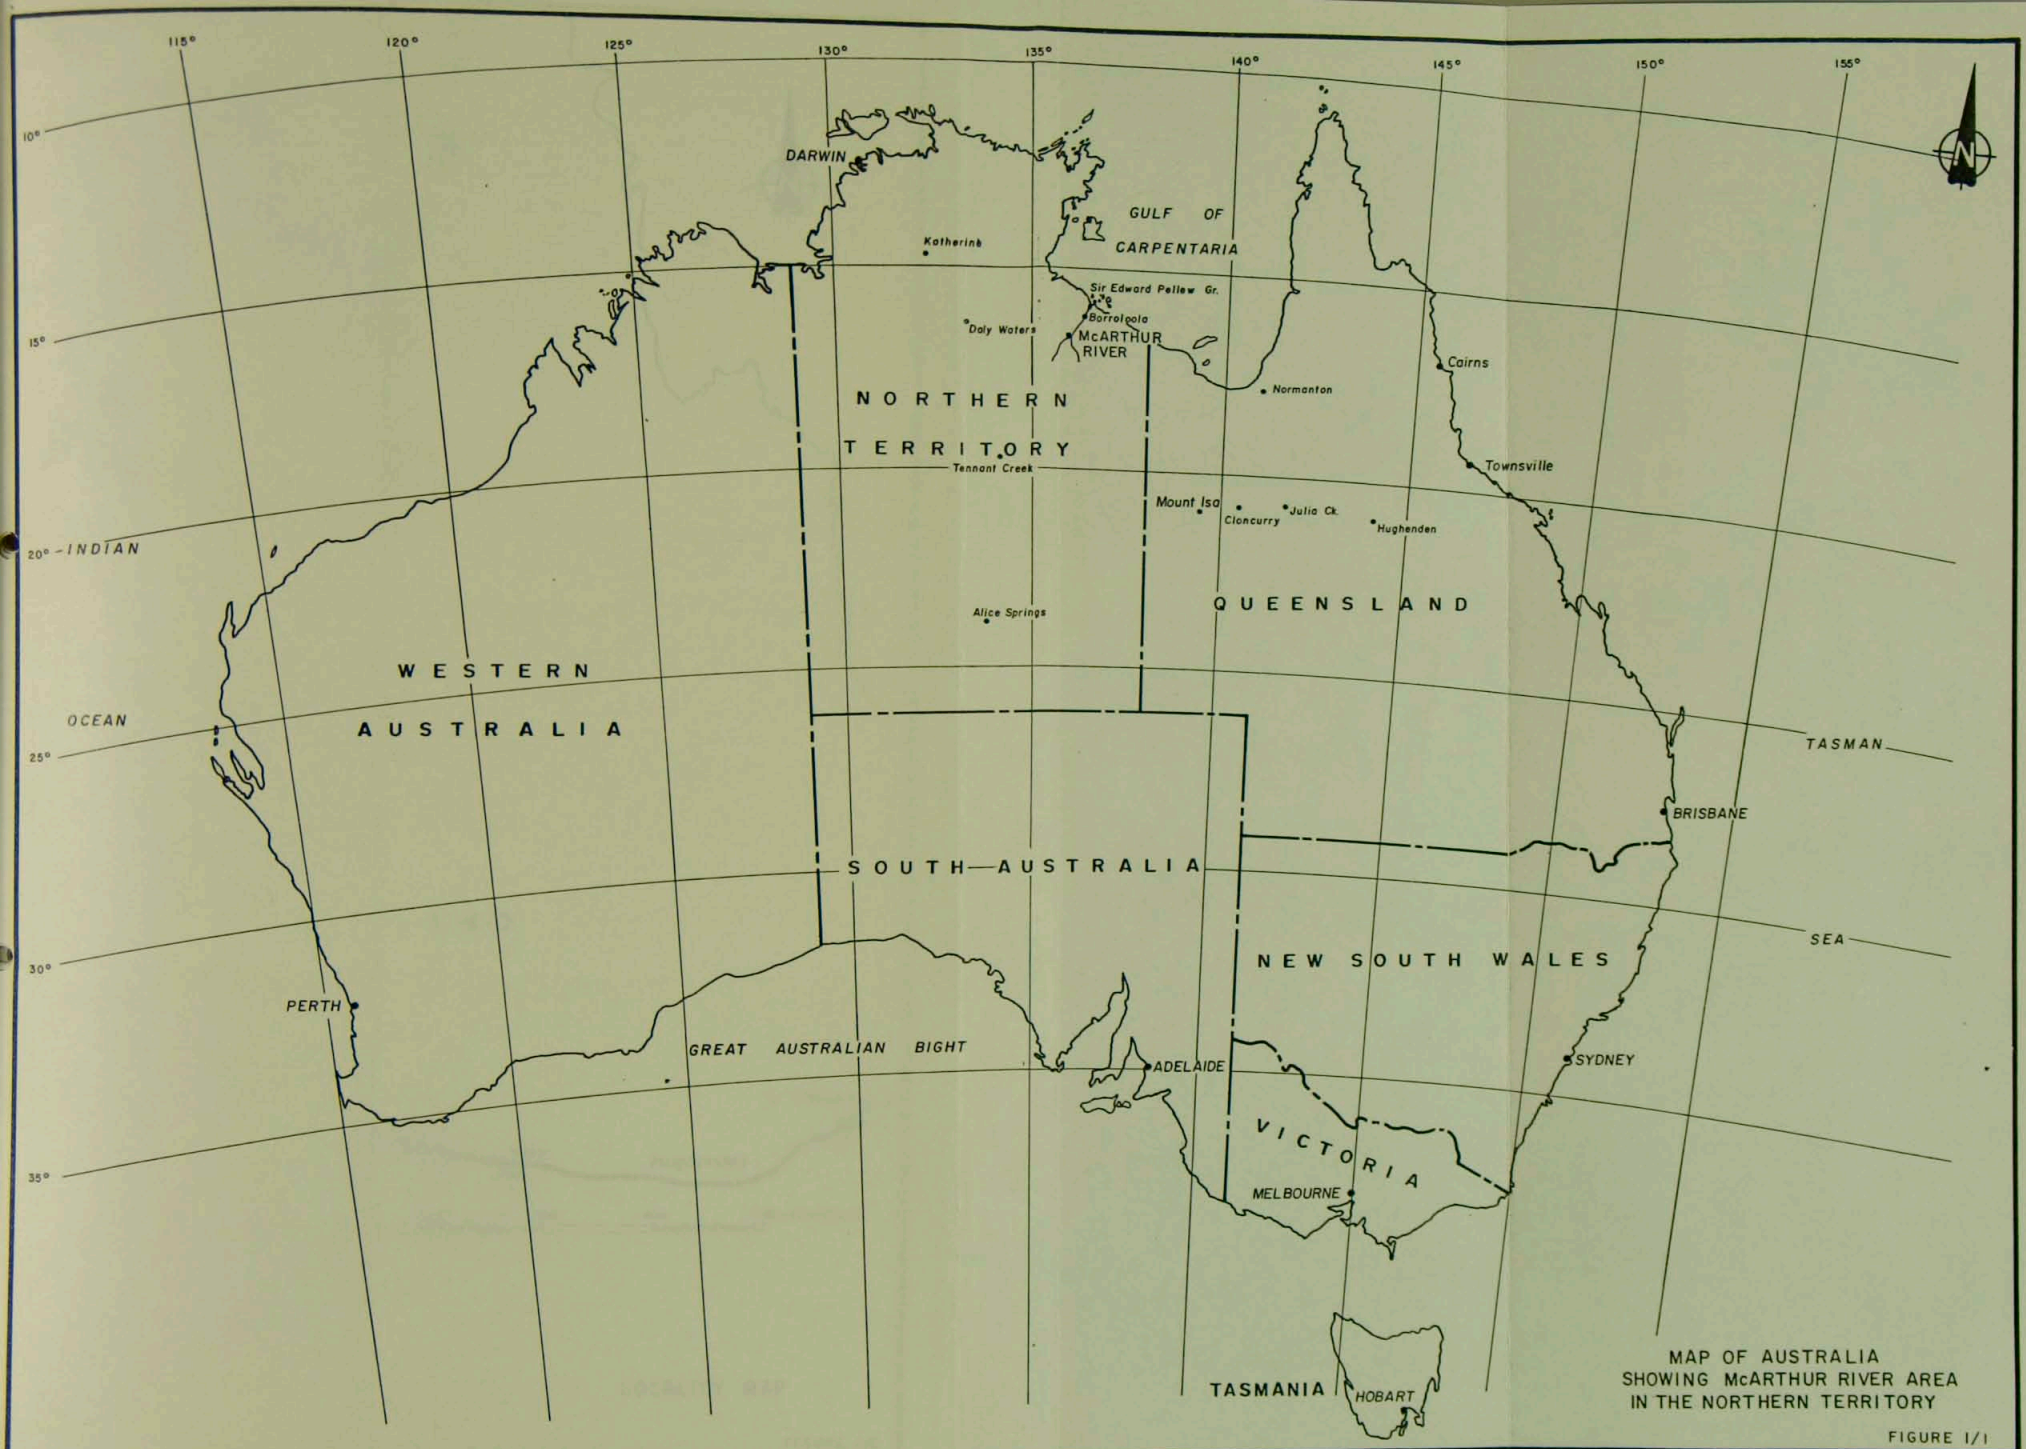 115°
120°
125°
130°
135°
140°
145°
150°
155°
10°
N
DARWIN
GULF OF
CARPENTARIA
Katherine
Sir Edward Pellew Gr.
Borroloola
Daly Waters
McARTHUR
RIVER
15°
Cairns
Normanton
NORTHERN
TERRITORY
Tennant Creek
Townsville
Mount Isa
Cloncurry
Julia Ck.
Hughenden
20°
INDIAN
QUEENSLAND
Alice Springs
WESTERN
AUSTRALIA
OCEAN
25°
TASMAN
BRISBANE
SOUTH AUSTRALIA
SEA
NEW SOUTH WALES
30°
PERTH
GREAT AUSTRALIAN BIGHT
ADELAIDE
SYDNEY
VICTORIA
35°
MELBOURNE
TASMANIA
HOBART
MAP OF AUSTRALIA
SHOWING McARTHUR RIVER AREA
IN THE NORTHERN TERRITORY
FIGURE 1/1